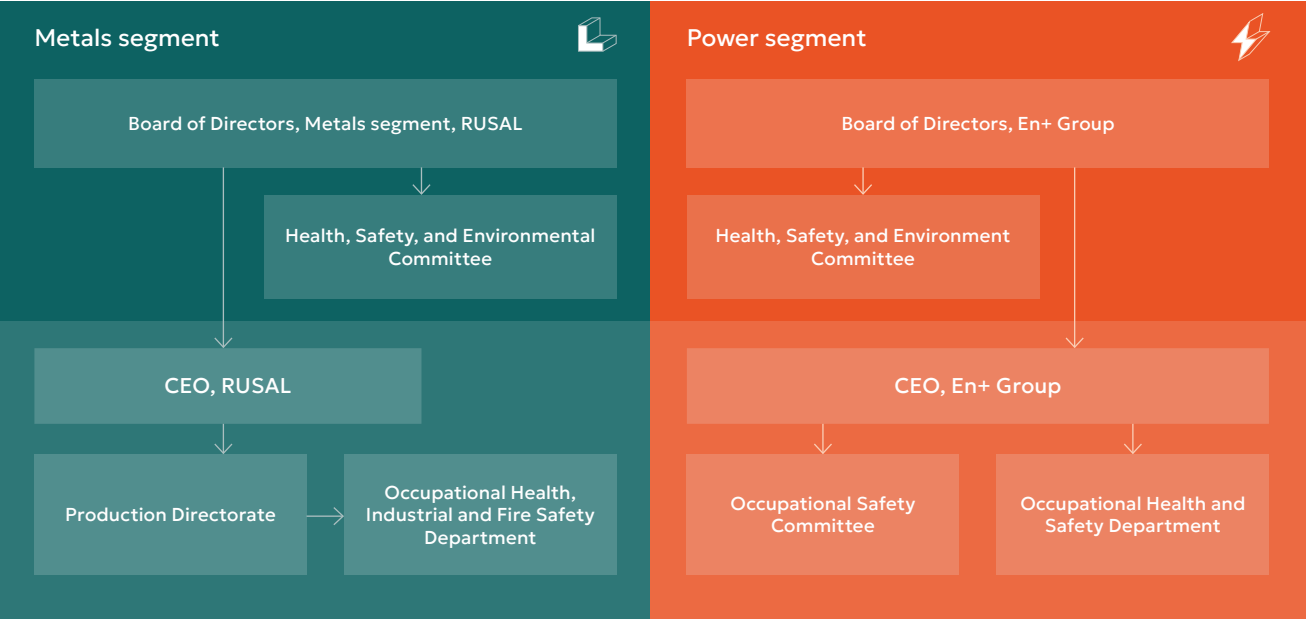 Metals segment
Board of Directors, Metals segment, RUSAL
Health, Safety, and Environmental
Committee
CEO, RUSAL
Production Directorate
Occupational Health,
Industrial and Fire Safety
Department
Power segment
Board of Directors, En+ Group
Health, Safety, and Environment
Committee
CEO, En+ Group
Occupational Safety
Committee
Occupational Health and
Safety Department